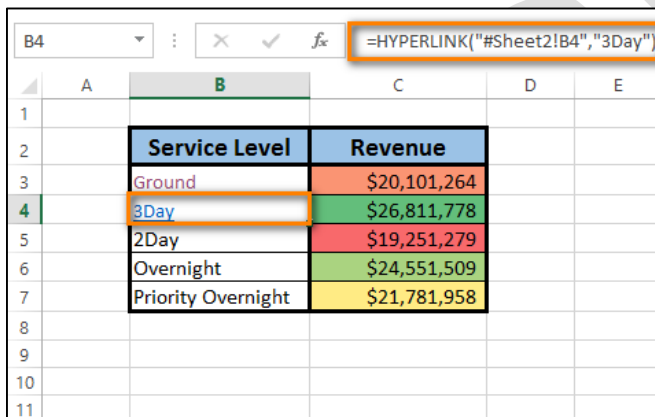 B4 fx =HYPERLINK("#Sheet2!B4","3Day")
A B C D E
1
2 Service Level Revenue
3 Ground $20,101,264
4 3Day $26,811,778
5 2Day $19,251,279
6 Overnight $24,551,509
7 Priority Overnight $21,781,958
8
9
10
11